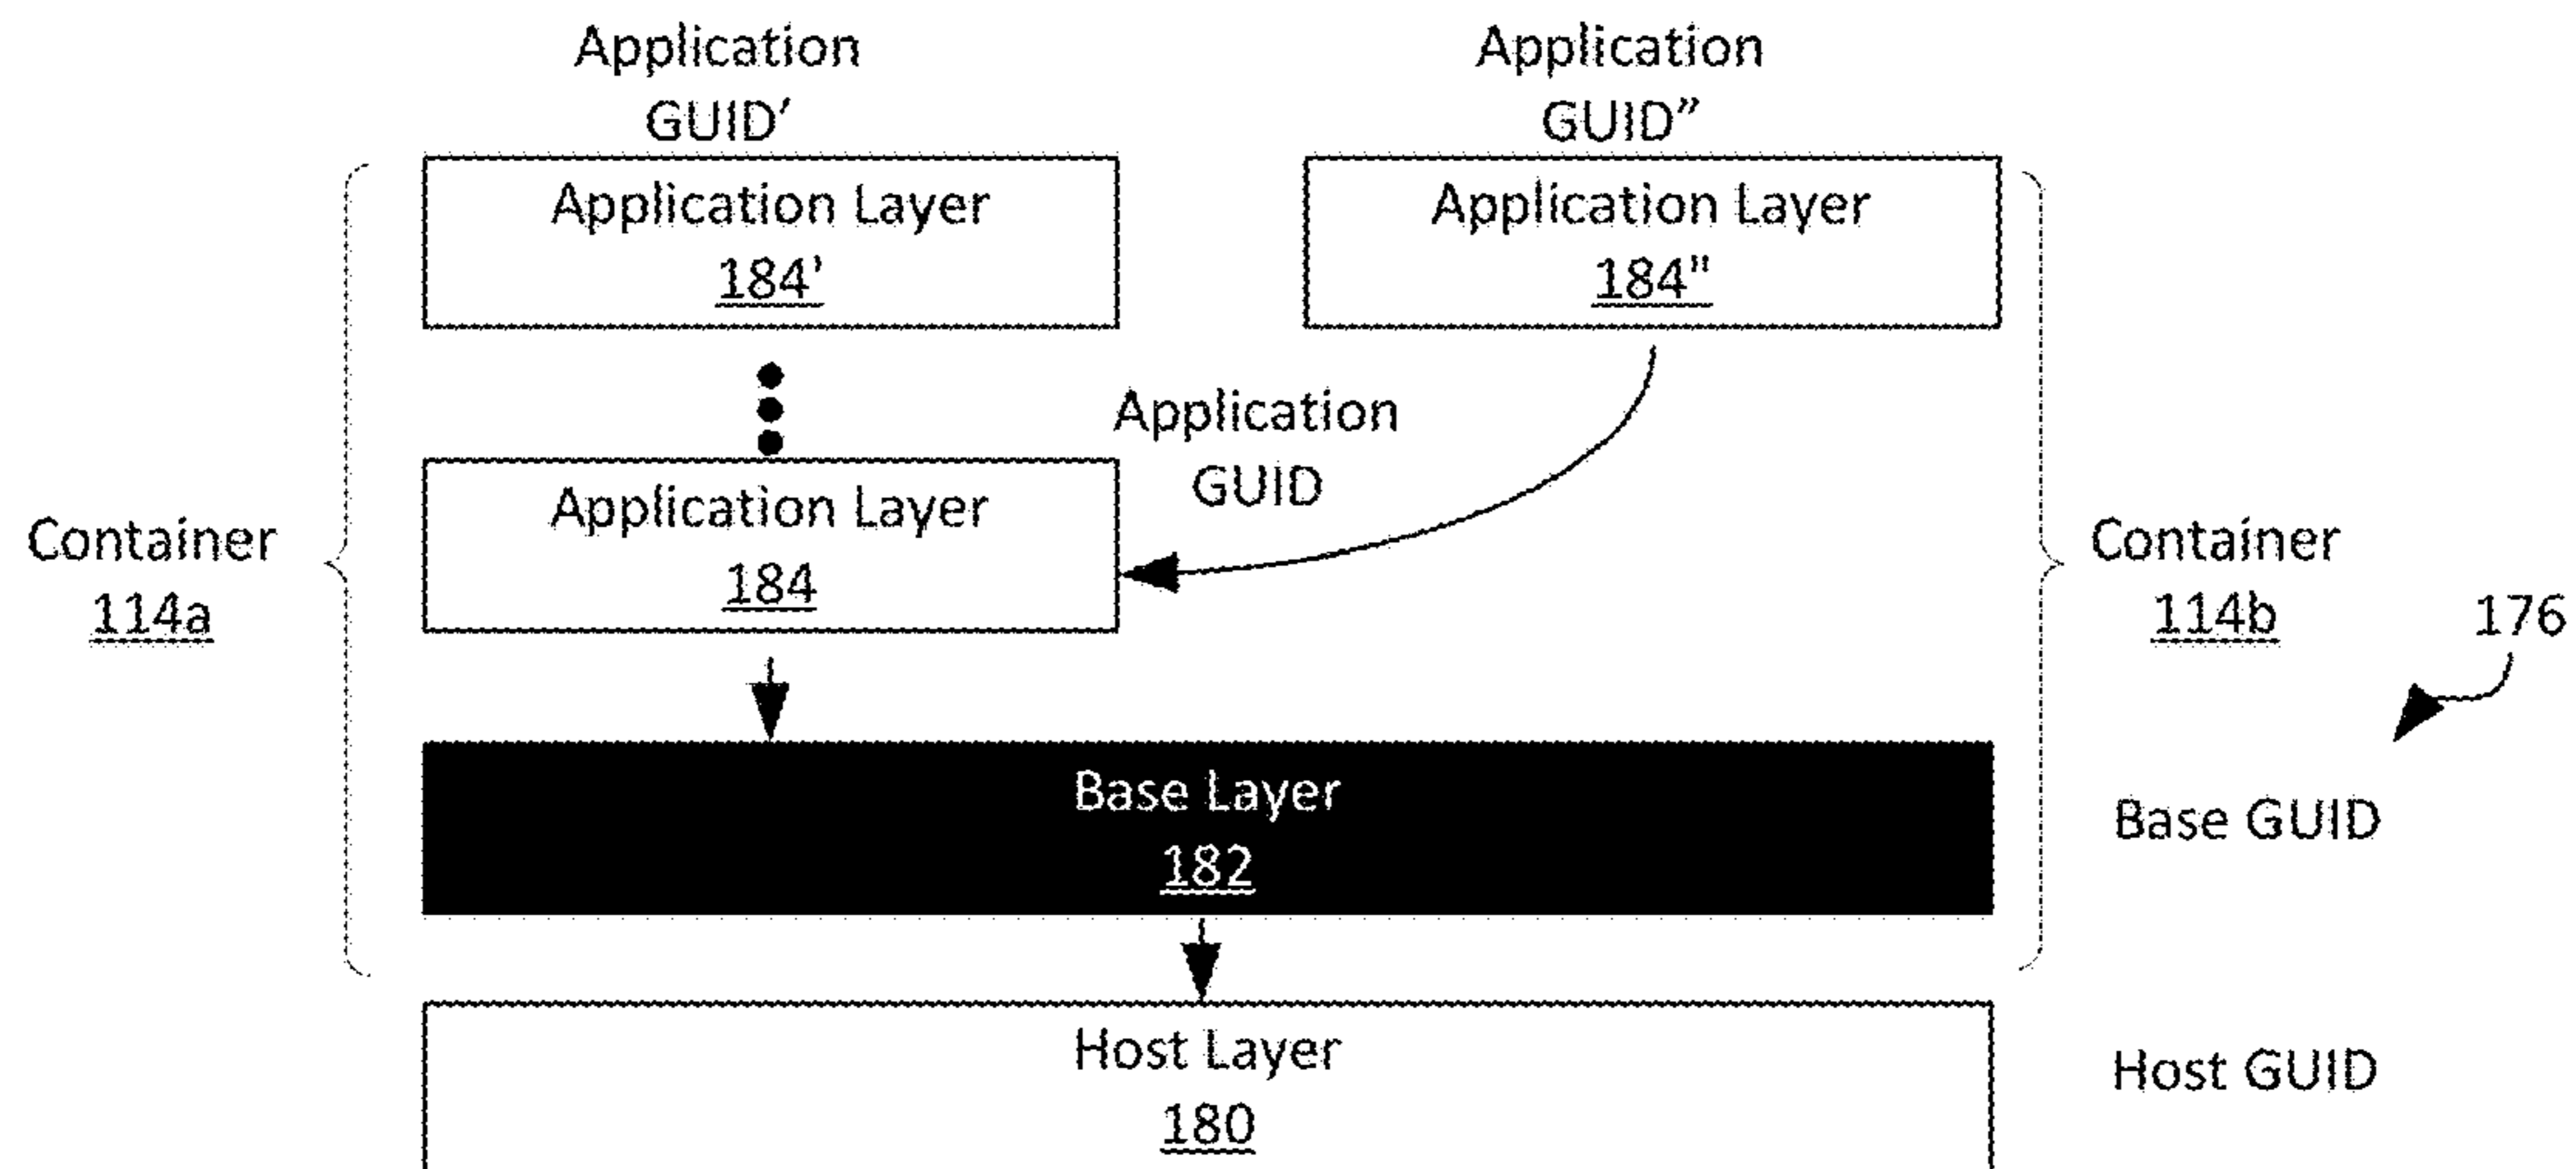 Application
GUID′
Application
GUID”
Application Layer
184'
Application Layer
184"
Application
GUID
Application Layer
184
Container
114a
Container
114b
176
Base Layer
182
Base GUID
Host Layer
180
Host GUID